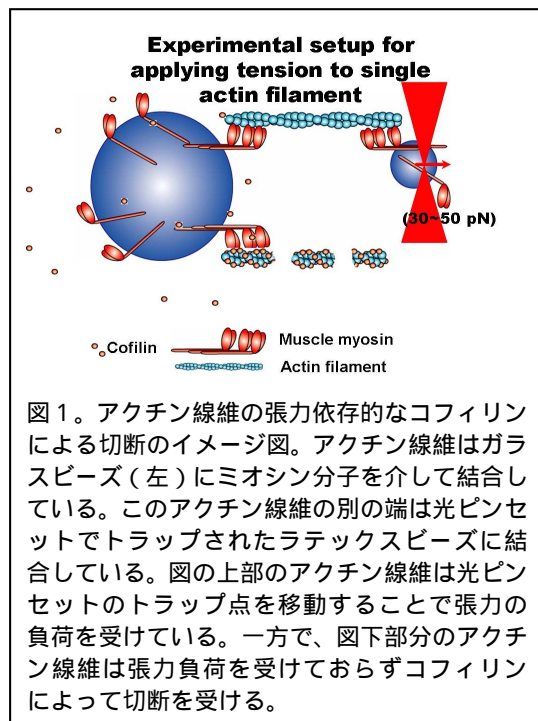 Experimental setup for
applying tension to single
actin filament
(30~50 pN)
Cofilin
Muscle myosin
Actin filament
図１。アクチン線維の張力依存的なコフィリン
による切断のイメージ図。アクチン線維はガラ
スビーズ（左）にミオシン分子を介して結合し
ている。このアクチン線維の別の端は光ピンセ
ットでトラップされたラテックスビーズに結
合している。図の上部のアクチン線維は光ピン
セットのトラップ点を移動することで張力の
負荷を受けている。一方で、図下部分のアクチ
ン線維は張力負荷を受けておらずコフィリン
によって切断を受ける。